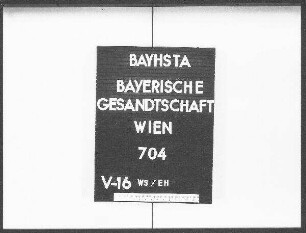 BAYHSTA
BAYERISCHE
GESANDTSCHAFT
WIEN
704
V-16 WS/EH